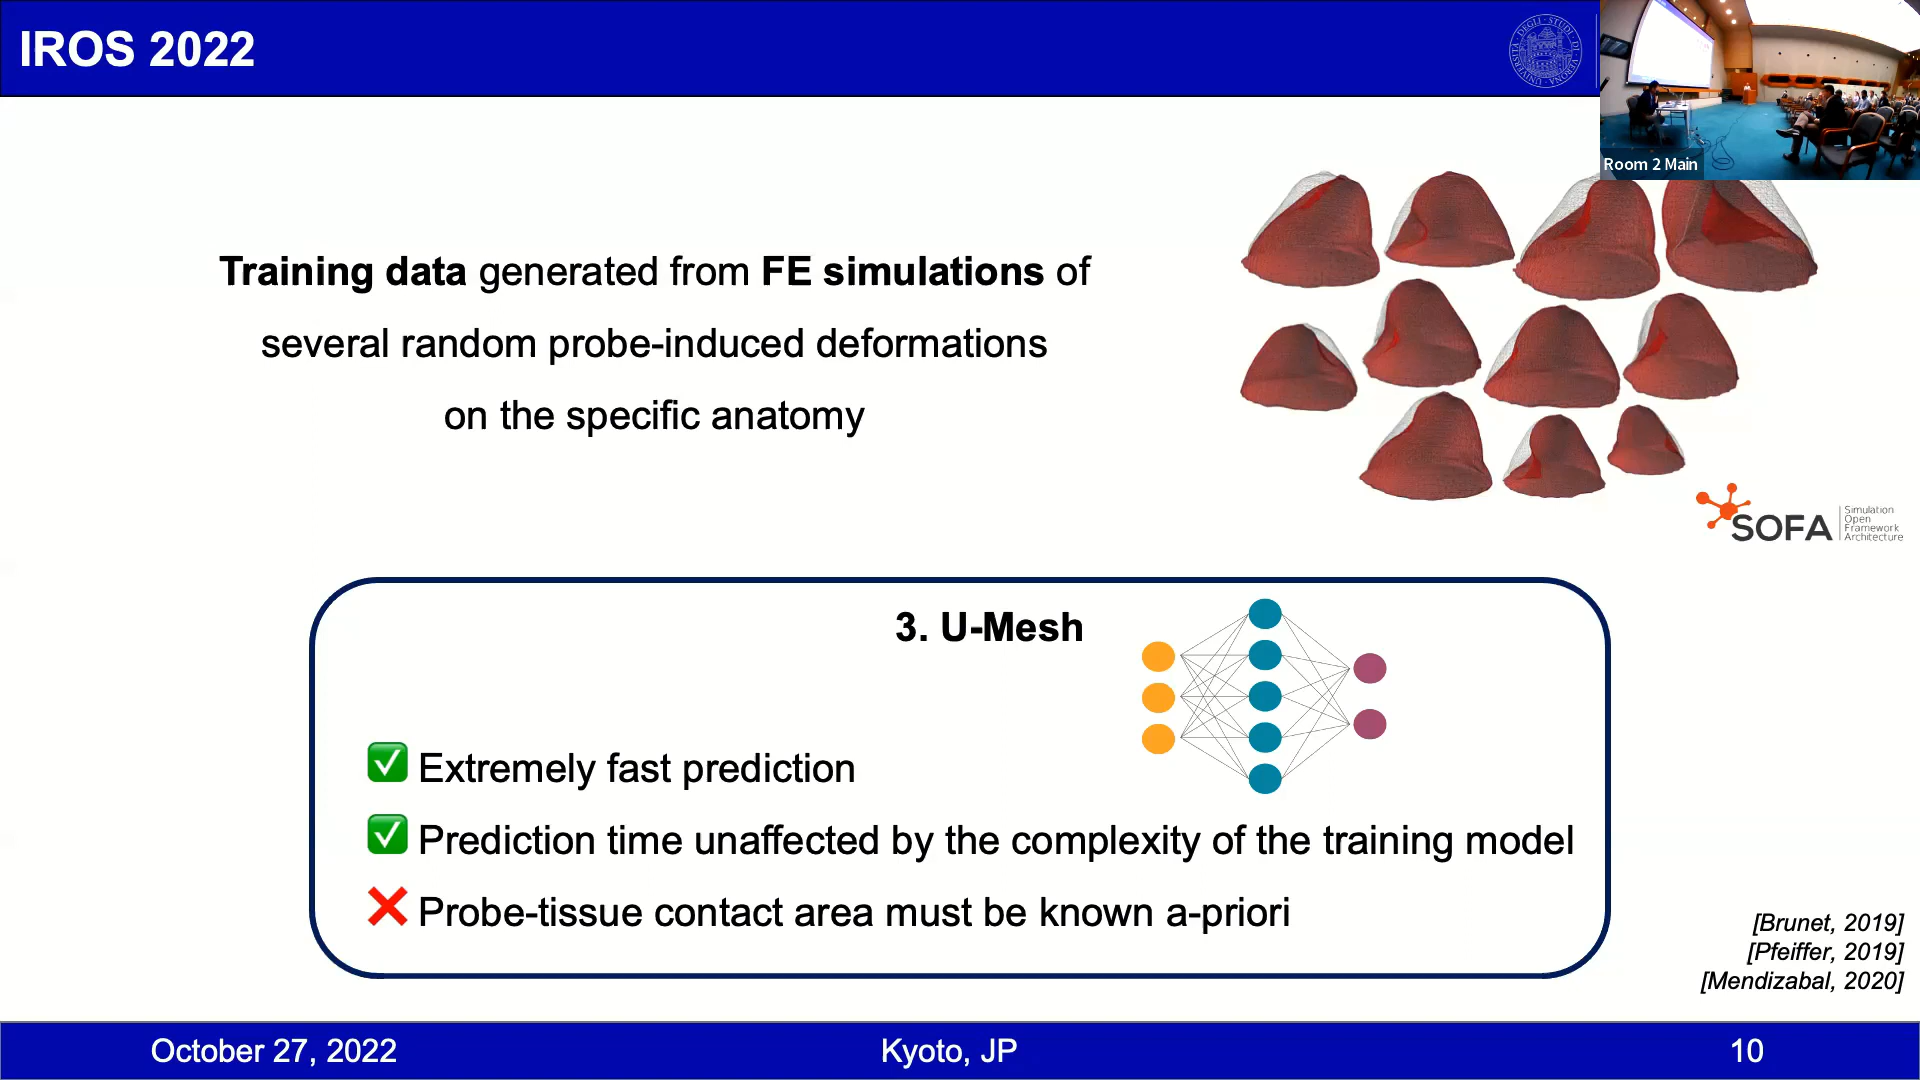 IROS 2022
Room 2 Main
Training data generated from FE simulations of
several random probe-induced deformations
on the specific anatomy
SOFA
Simulation
Open
Framework
Architecture
3. U-Mesh
Extremely fast prediction
Prediction time unaffected by the complexity of the training model
Probe-tissue contact area must be known a-priori
[Brunet, 2019]
[Pfeiffer, 2019]
[Mendizabal, 2020]
October 27, 2022
Kyoto, JP
10